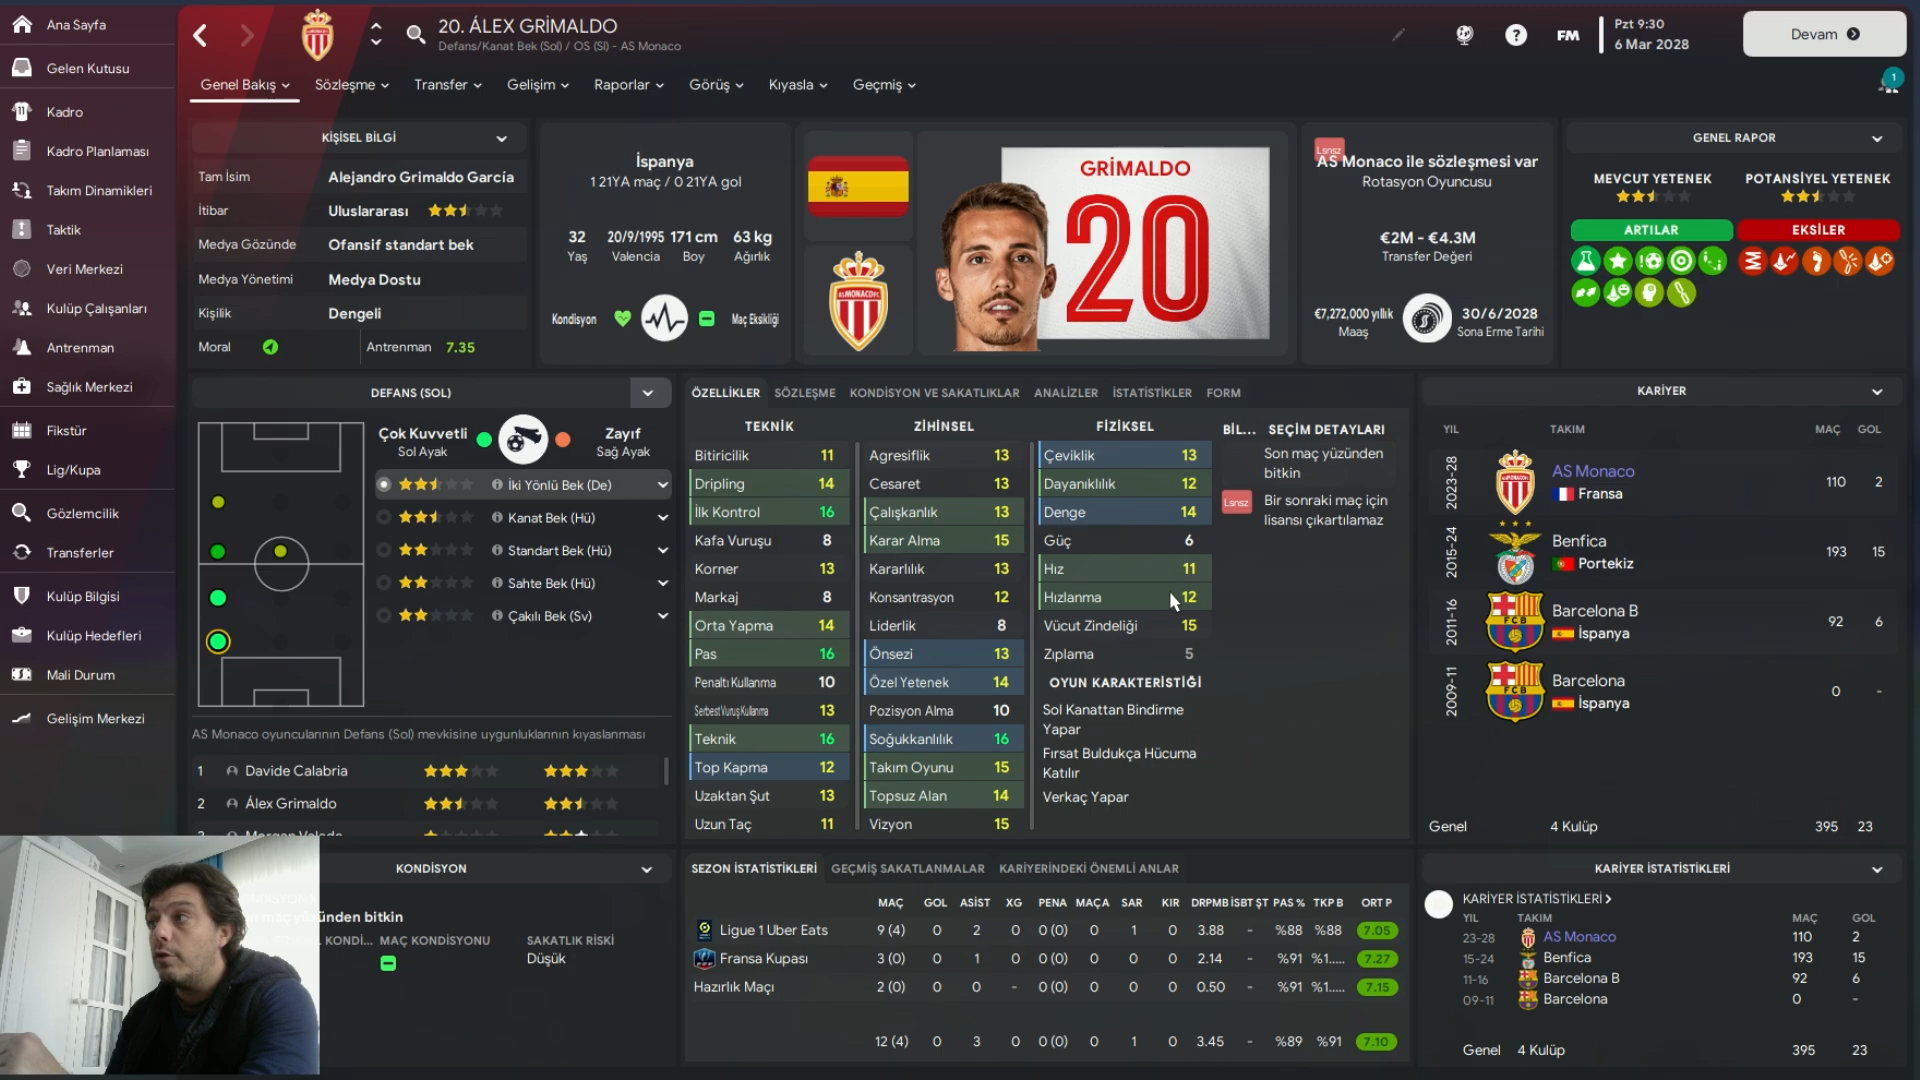 Ana Sayfa
Gelen Kutusu
Kadro
Kadro Planlaması
Takım Dinamikleri
Taktik
Veri Merkezi
Kulüp Çalışanları
Antrenman
Sağlık Merkezi
Fikstür
Lig/Kupa
Gözlemcilik
Transferler
Kulüp Bilgisi
Kulüp Hedefleri
Mali Durum
Gelişim Merkezi
20. ÁLEX GRİMALDO
Defans/Kanat Bek (Sol) / OS (Sl) - AS Monaco
FM
Pzt 9:30
6 Mar 2028
Devam
1
Genel Bakış
Sözleşme
Transfer
Gelişim
Raporlar
Görüş
Kıyasla
Geçmiş
KİŞİSEL BİLGİ
Tam İsim Alejandro Grimaldo García
İtibar Uluslararası
Medya Gözünde Ofansif standart bek
Medya Yönetimi Medya Dostu
Kişilik Dengeli
Moral
Antrenman 7.35
İspanya
1 21YA maç / 0 21YA gol
32 20/9/1995 171 cm 63 kg
Yaş Valencia Boy Ağırlık
Kondisyon
Maç Eksikliği
GRİMALDO
20
Lsnsz
AS Monaco ile sözleşmesi var
Rotasyon Oyuncusu
€2M - €4.3M
Transfer Değeri
€7,272,000 yıllık
Maaş
30/6/2028
Sona Erme Tarihi
GENEL RAPOR
MEVCUT YETENEK
POTANSİYEL YETENEK
ARTILAR
EKSİLER
DEFANS (SOL)
Çok Kuvvetli
Sol Ayak
Zayıf
Sağ Ayak
İki Yönlü Bek (De)
Kanat Bek (Hü)
Standart Bek (Hü)
Sahte Bek (Hü)
Çakılı Bek (Sv)
AS Monaco oyuncularının Defans (Sol) mevkisine uygunluklarının kıyaslanması
1 Davide Calabria
2 Álex Grimaldo
ÖZELLİKLER
SÖZLEŞME
KONDİSYON VE SAKATLIKLAR
ANALİZLER
İSTATİSTİKLER
FORM
TEKNİK
Bitiricilik 11
Dripling 14
İlk Kontrol 16
Kafa Vuruşu 8
Korner 13
Markaj 8
Orta Yapma 14
Pas 16
Penaltı Kullanma 10
Serbest Vuruş Kullanma 13
Teknik 16
Top Kapma 12
Uzaktan Şut 13
Uzun Taç 11
ZİHİNSEL
Agresiflik 13
Cesaret 13
Çalışkanlık 13
Karar Alma 15
Kararlılık 13
Konsantrasyon 12
Liderlik 8
Önsezi 13
Özel Yetenek 14
Pozisyon Alma 10
Soğukkanlılık 16
Takım Oyunu 15
Topsuz Alan 14
Vizyon 15
FİZİKSEL
Çeviklik 13
Dayanıklılık 12
Denge 14
Güç 6
Hız 11
Hızlanma 12
Vücut Zindeliği 15
Zıplama 5
OYUN KARAKTERİSTİĞİ
Sol Kanattan Bindirme
Yapar
Fırsat Buldukça Hücuma
Katılır
Verkaç Yapar
BİL... SEÇİM DETAYLARI
Son maç yüzünden
bitkin
Lsnsz
Bir sonraki maç için
lisansı çıkartılamaz
KARİYER
YIL TAKIM MAÇ GOL
2023-28 AS Monaco 110 2
Fransa
2015-24 Benfica 193 15
Portekiz
2011-16 Barcelona B 92 6
İspanya
2009-11 Barcelona 0 -
İspanya
Genel 4 Kulüp 395 23
KONDİSYON
maç yüzünden bitkin
KONDİ... MAÇ KONDİSYONU
SAKATLIK RİSKİ
Düşük
SEZON İSTATİSTİKLERİ
GEÇMİŞ SAKATLANMALAR
KARİYERİNDEKİ ÖNEMLİ ANLAR
MAÇ GOL ASİST XG PENA MAÇA SAR KIR DRPMB İSBT ŞT PAS % TKP B ORT P
Ligue 1 Uber Eats 9 (4) 0 2 0 0 (0) 0 1 0 3.88 - %88 %88 7.05
Fransa Kupası 3 (0) 0 1 0 0 (0) 0 0 0 2.14 - %91 %1..... 7.27
Hazırlık Maçı 2 (0) 0 0 - 0 (0) 0 0 0 0.50 - %91 %1..... 7.15
12 (4) 0 3 0 0 (0) 0 1 0 3.45 - %89 %91 7.10
KARİYER İSTATİSTİKLERİ
KARİYER İSTATİSTİKLERİ
YIL TAKIM MAÇ GOL
23-28 AS Monaco 110 2
15-24 Benfica 193 15
11-16 Barcelona B 92 6
09-11 Barcelona 0 -
Genel 4 Kulüp 395 23